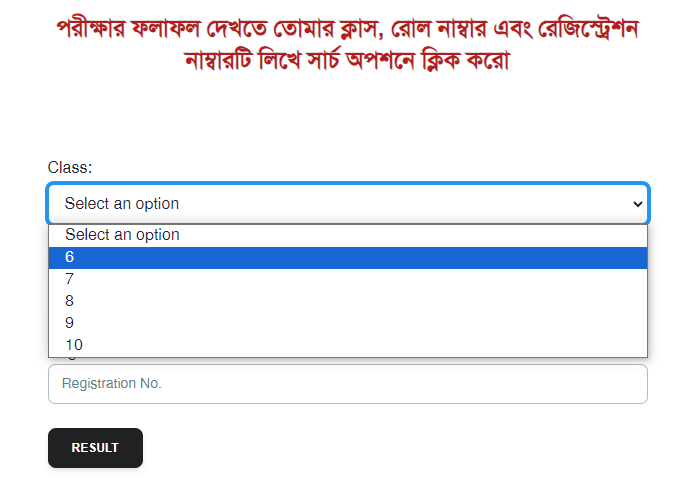 পরীক্ষার ফলাফল দেখতে তোমার ক্লাস, রোল নাম্বার এবং রেজিস্ট্রেশন
নাম্বারটি লিখে সার্চ অপশনে ক্লিক করো
Class:
Select an option
Select an option
6
7
8
9
10
Registration No.
RESULT